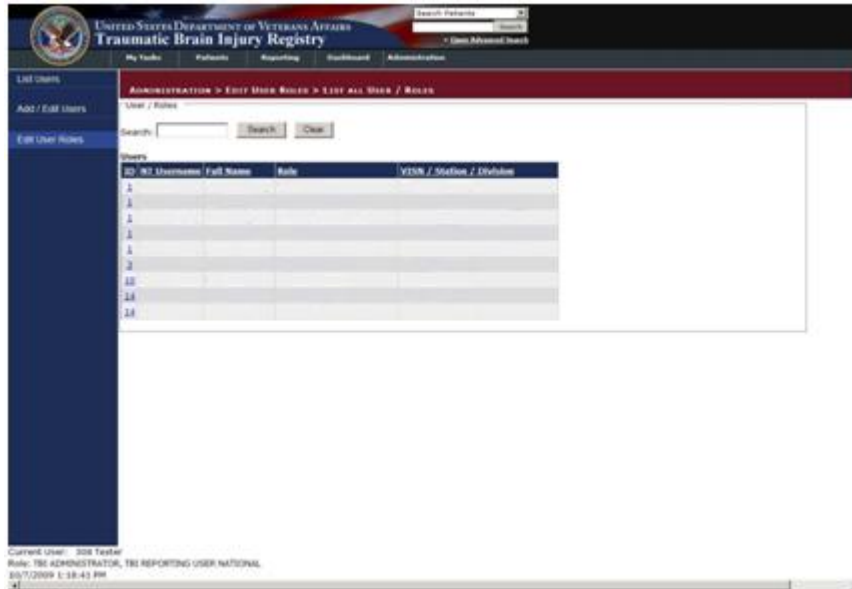 Search Patients
UNITED STATES DEPARTMENT OF VETERANS AFFAIRS
Search
Traumatic Brain Injury Registry
Open Advanced Search
My Tasks Patients Reporting Dashboard Administration
List Users
ADMINISTRATION > EDIT USER ROLES > LIST ALL USER / ROLES
Add / Edit Users
User / Roles
Edit User Roles
Search: Search Clear
Users
ID NT Username Full Name Role VISN / Station / Division
1
1
1
1
1
3
10
14
14
Current User: Tester
Role: TBI ADMINISTRATOR, TBI REPORTING USER NATIONAL
10/7/2009 1:18:43 PM